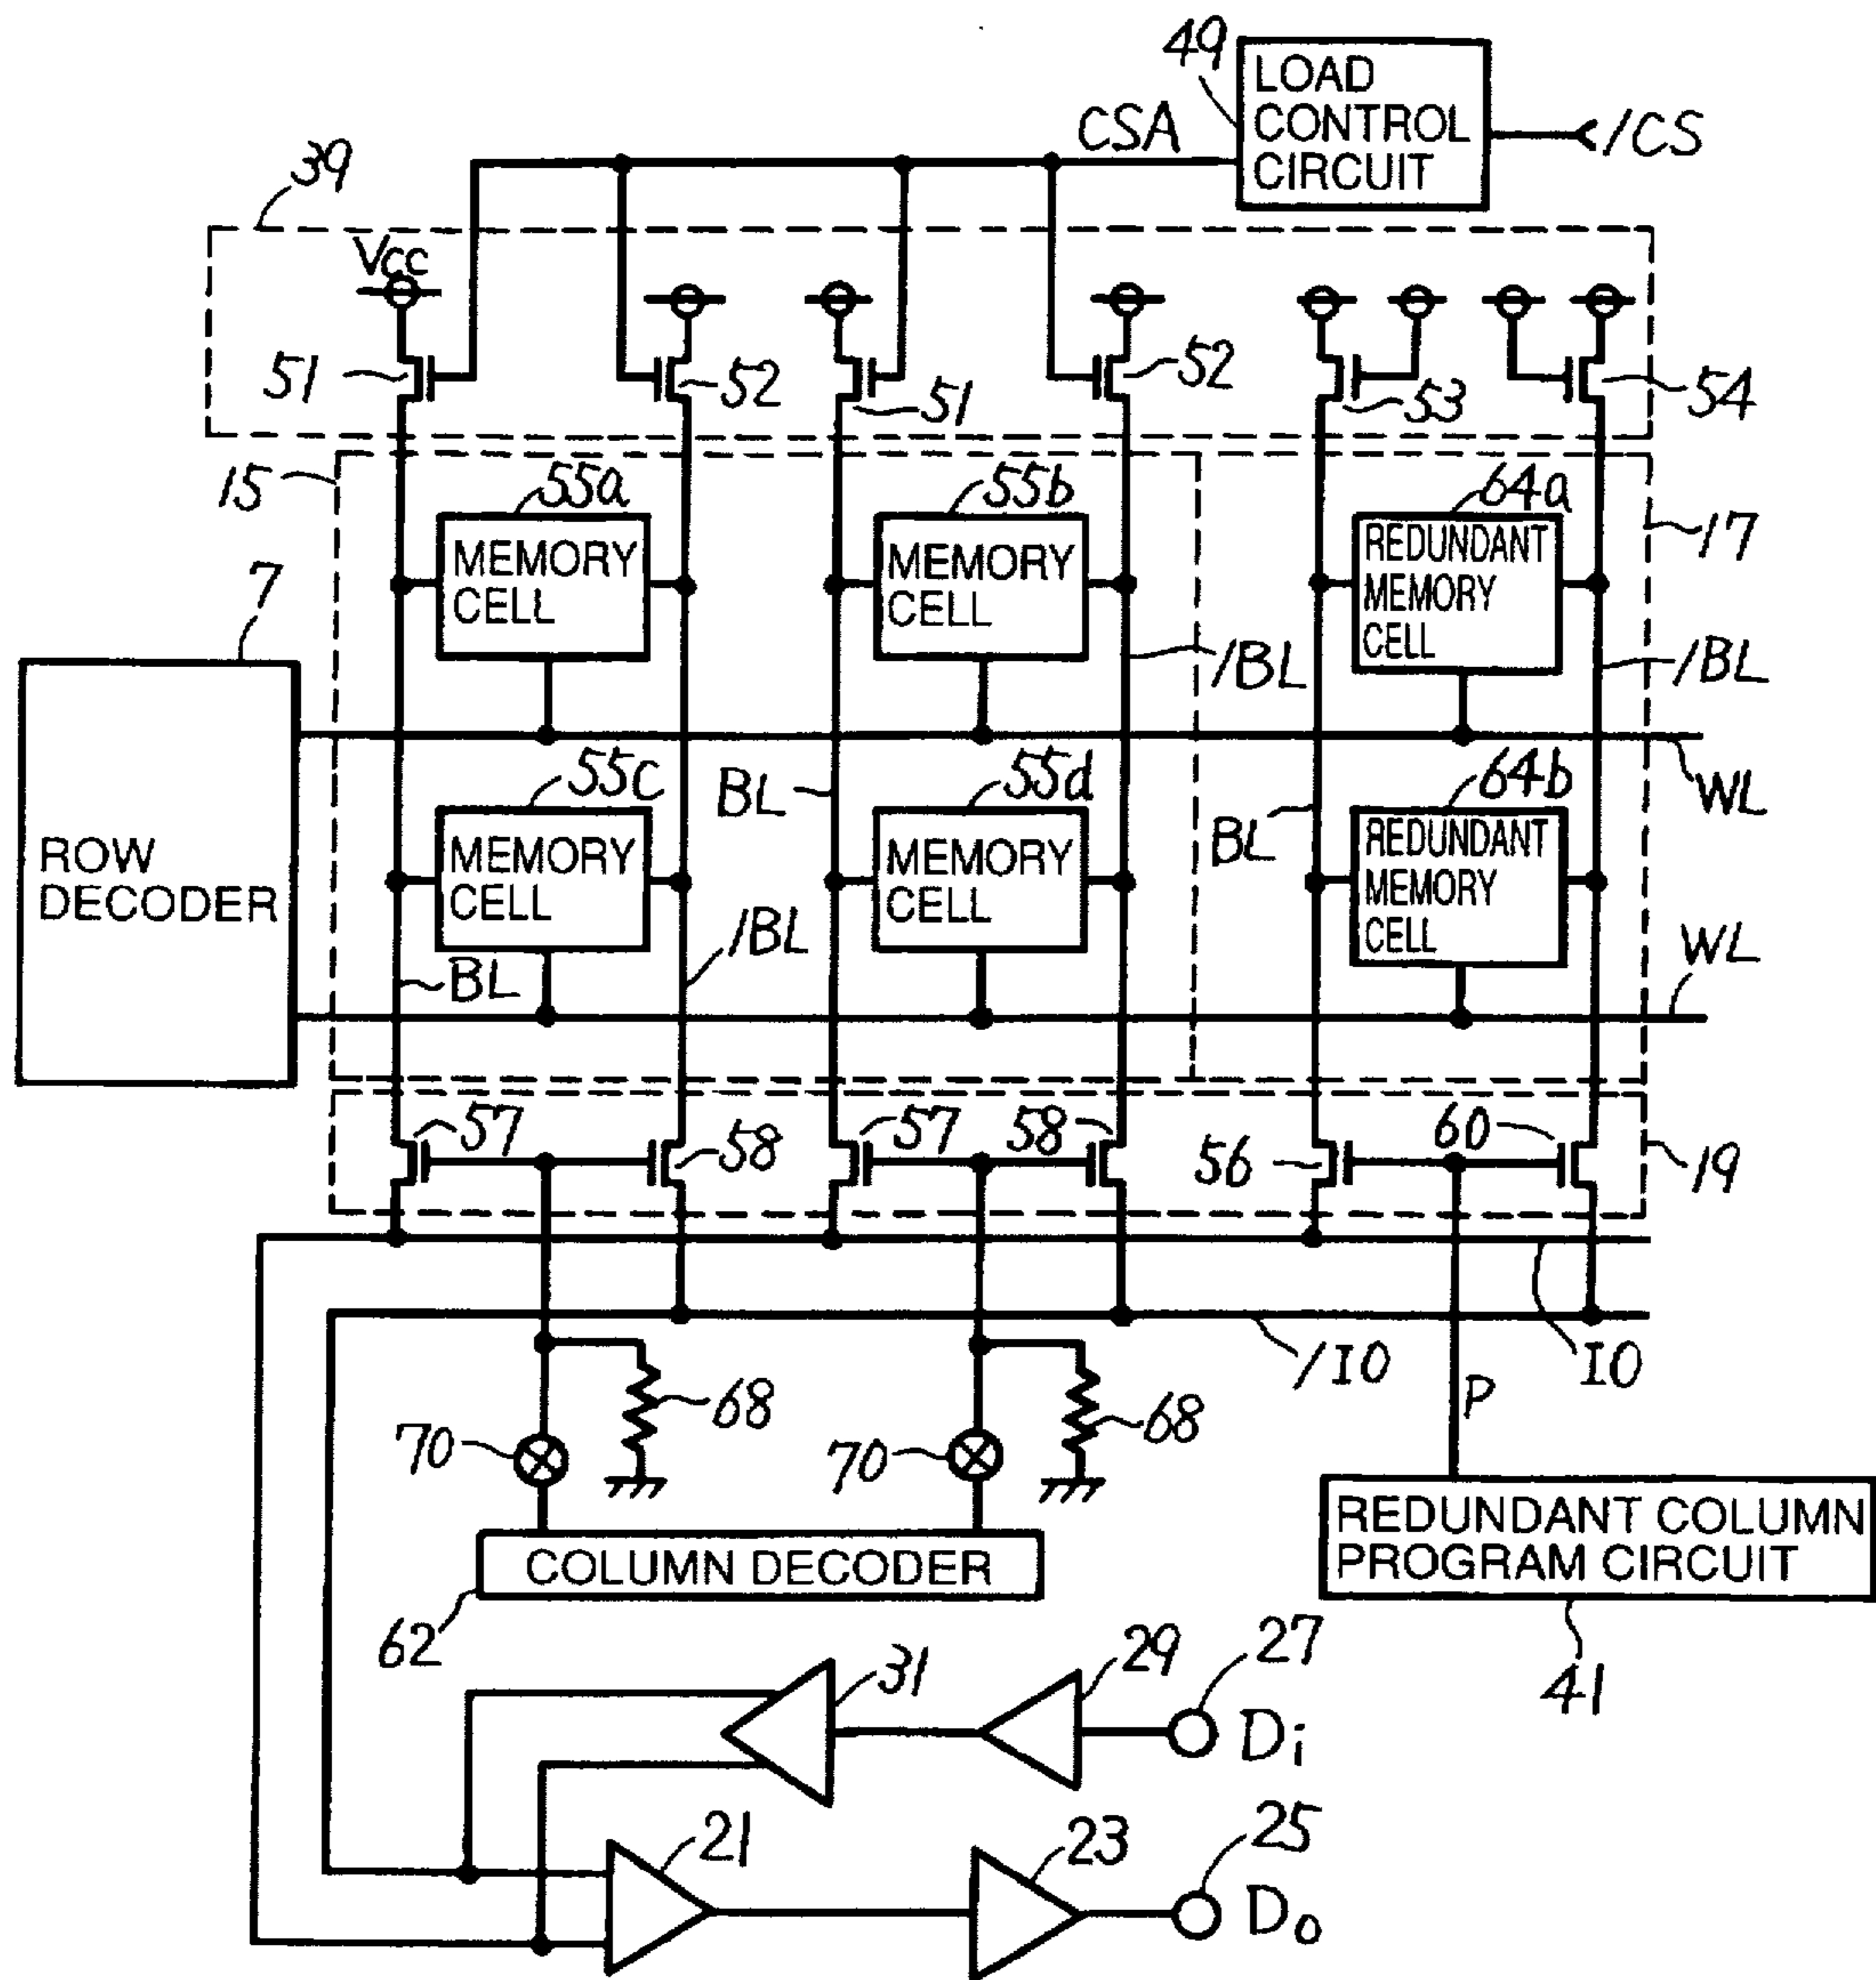 49
LOAD
CONTROL
CIRCUIT
CSA
/CS
39
Vcc
51
52
51
52
53
54
15
55a
55b
64a
17
MEMORY
CELL
MEMORY
CELL
REDUNDANT
MEMORY
CELL
7
/BL
/BL
55c
55d
64b
WL
BL
BL
ROW
DECODER
MEMORY
CELL
MEMORY
CELL
REDUNDANT
MEMORY
CELL
/BL
WL
BL
57
58
57
58
56
60
19
/IO
IO
P
68
68
70
70
COLUMN DECODER
REDUNDANT COLUMN
PROGRAM CIRCUIT
62
41
31
29
27
Di
21
23
25
Do